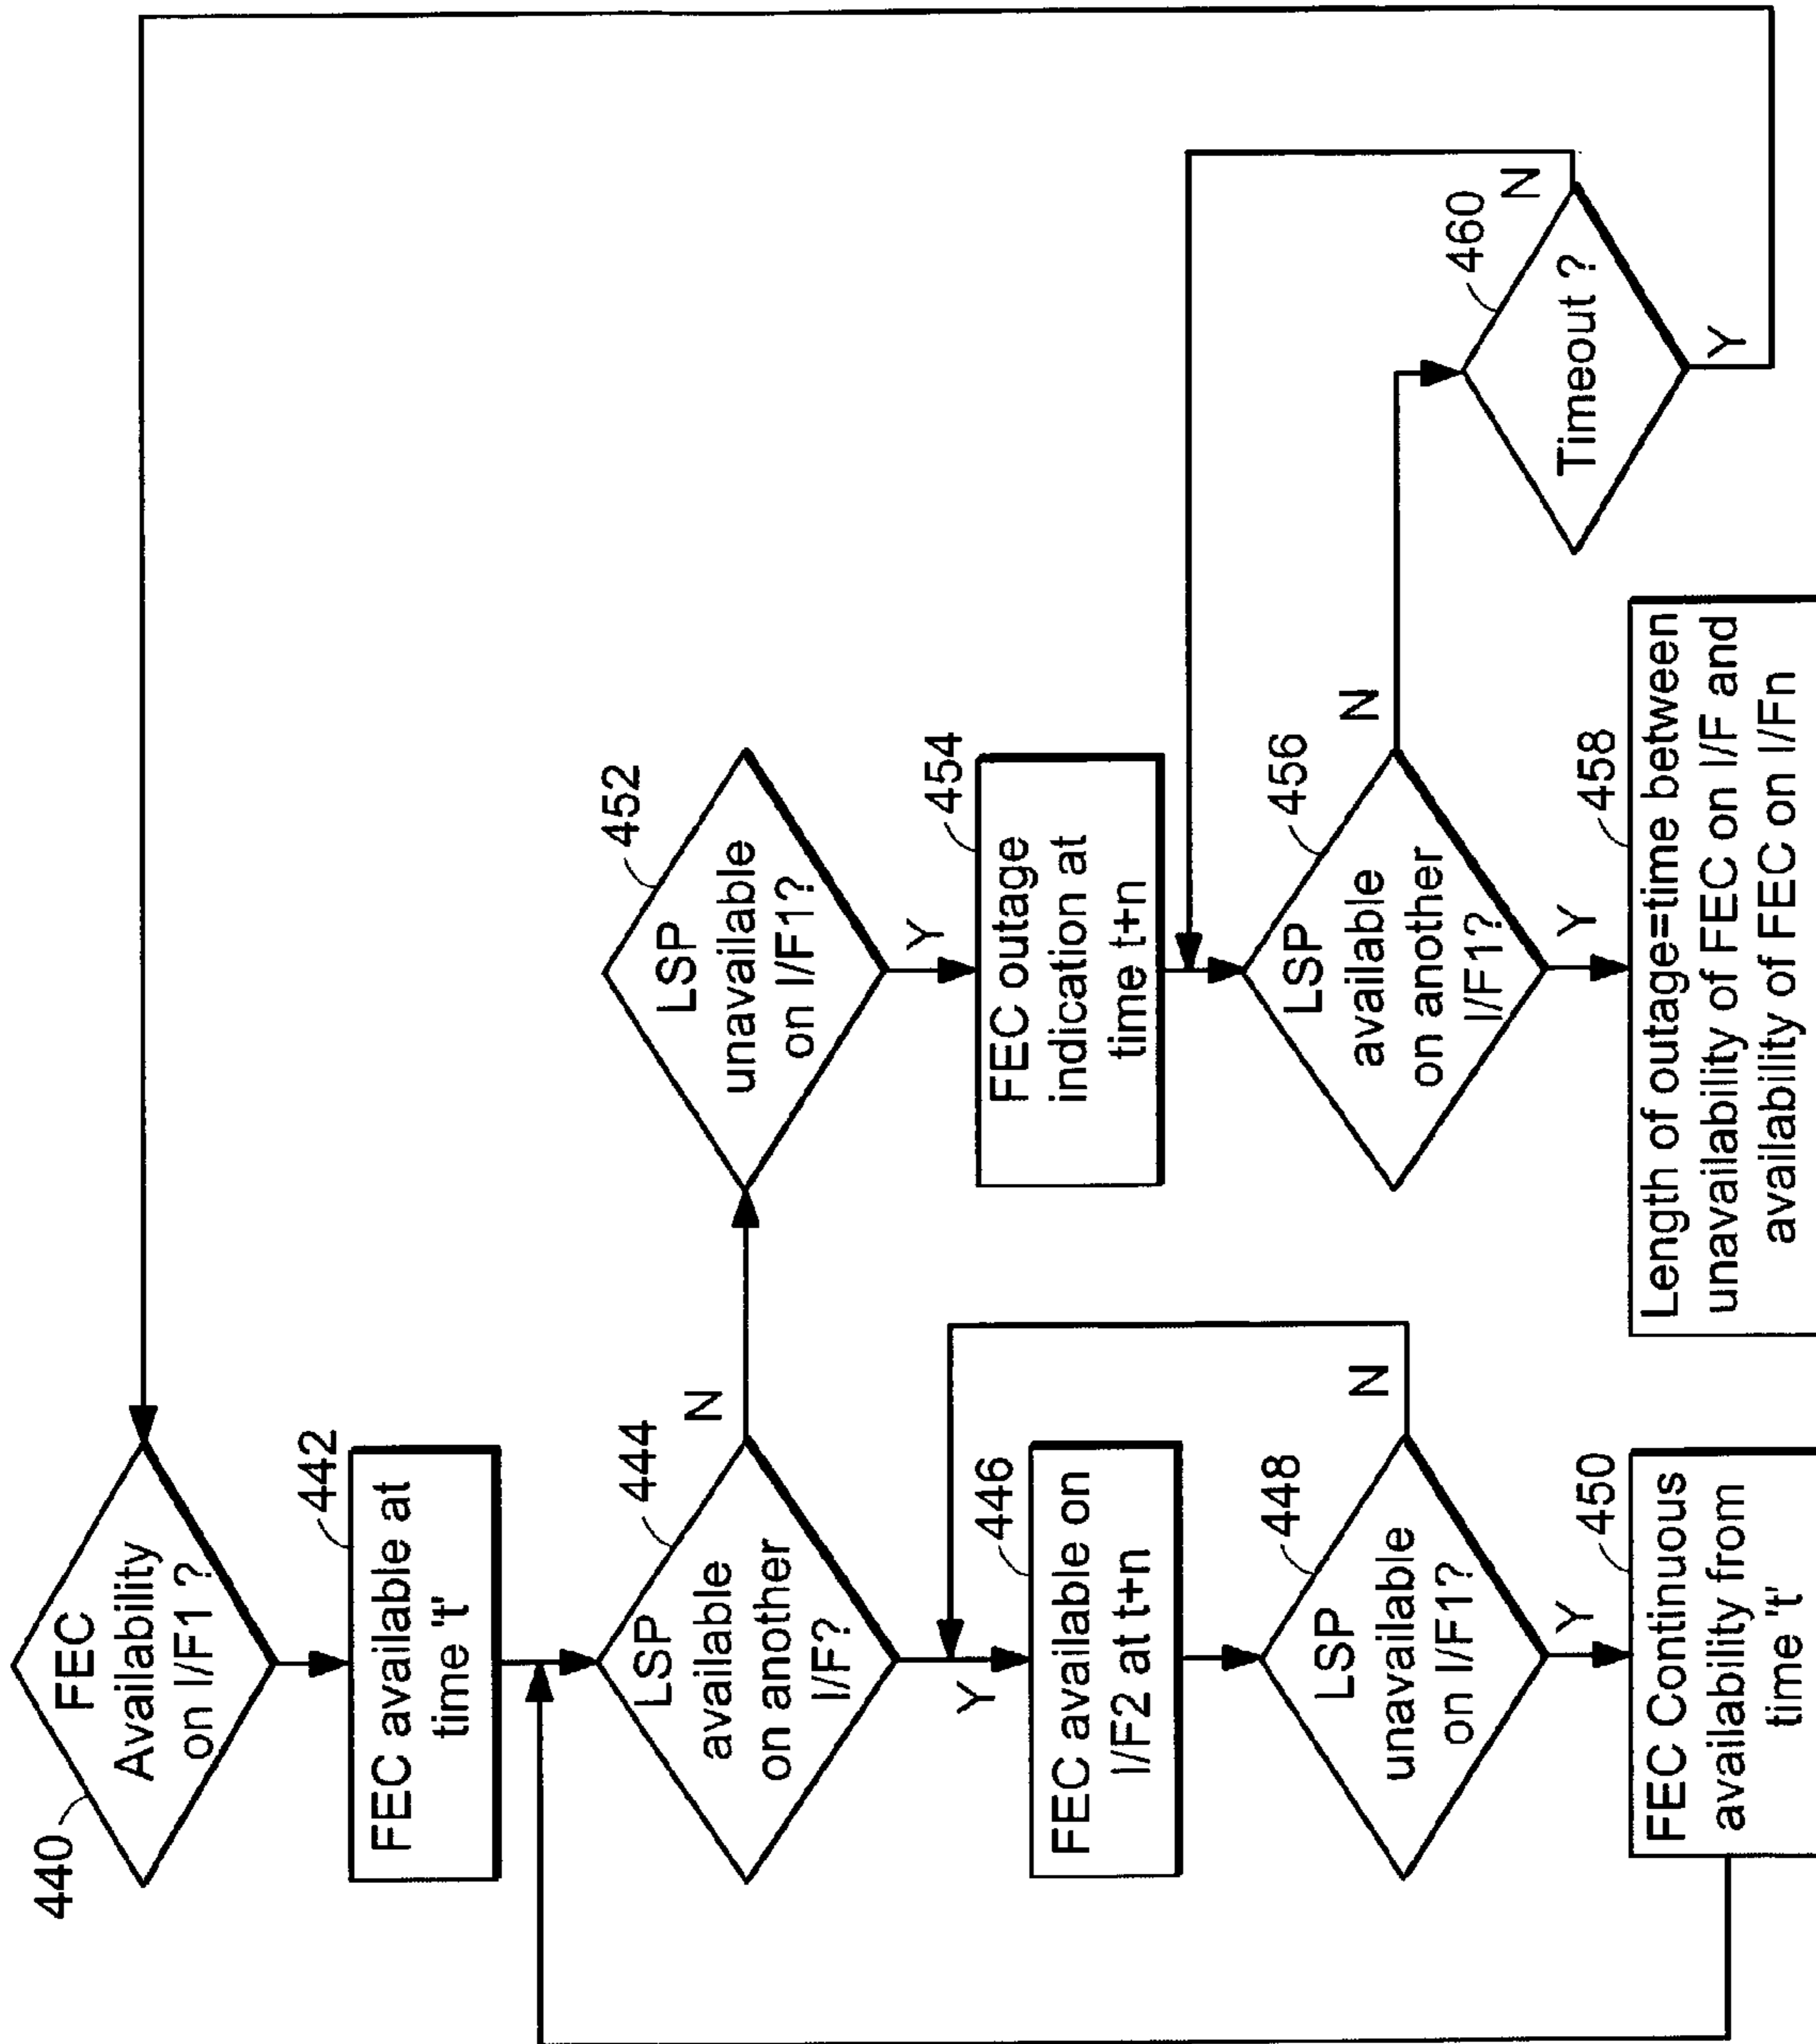 440
FEC
Availability
on I/F1 ?
442
FEC available at
time 't'
444
LSP
available
on another
I/F?
N
Y
446
FEC available on
I/F2 at t+n
448
LSP
unavailable
on I/F1?
N
Y
450
FEC Continuous
availability from
time 't'
452
LSP
unavailable
on I/F1?
Y
454
FEC outage
indication at
time t+n
456
LSP
available
on another
I/F1?
N
Y
458
Length of outage=time between
unavailability of FEC on I/F and
availability of FEC on I/Fn
460
Timeout ?
N
Y